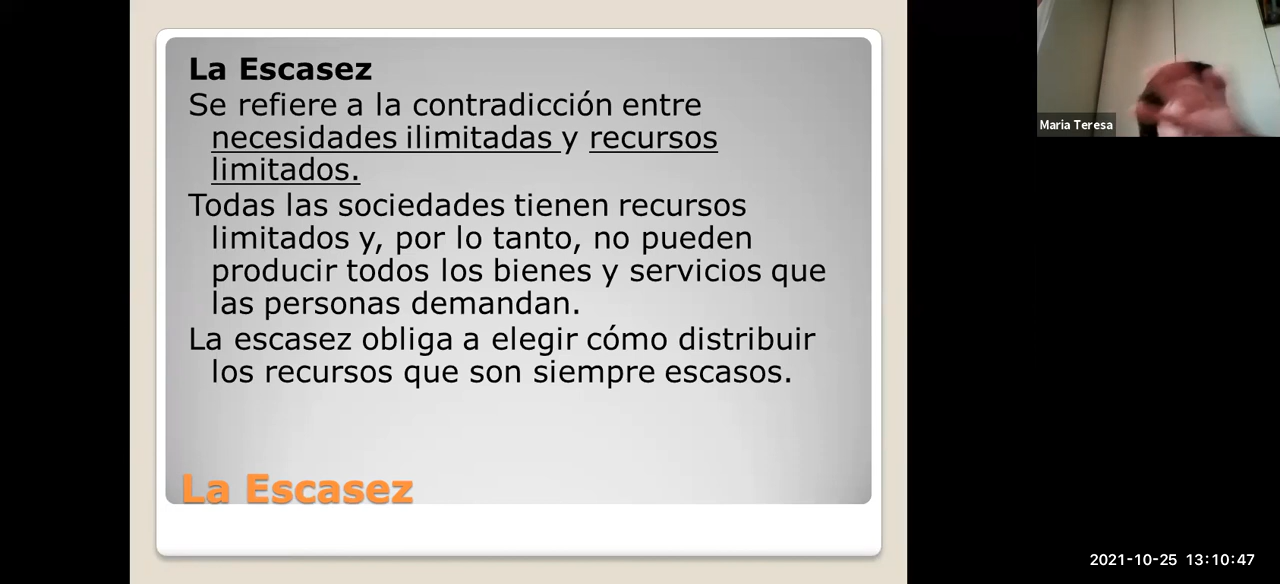 La Escasez
Se refiere a la contradicción entre
necesidades ilimitadas y recursos
limitados.
Todas las sociedades tienen recursos
limitados y, por lo tanto, no pueden
producir todos los bienes y servicios que
las personas demandan.
La escasez obliga a elegir cómo distribuir
los recursos que son siempre escasos.
La Escasez
Maria Teresa
2021-10-25 13:10:47